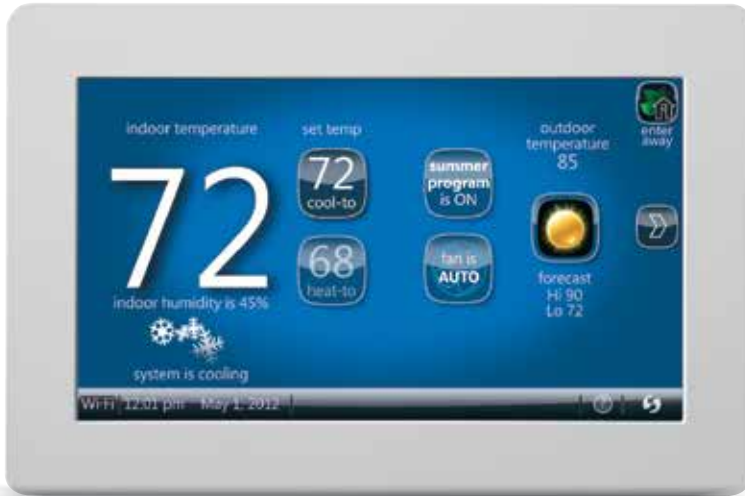 indoor temperature
72
indoor humidity is 45%
system is cooling
set temp
72
cool-to
68
heat-to
summer
program
is ON
fan is
AUTO
outdoor
temperature
85
forecast
Hi 90
Lo 72
enter
away
Wi-Fi 12:01 pm May 1, 2012
?